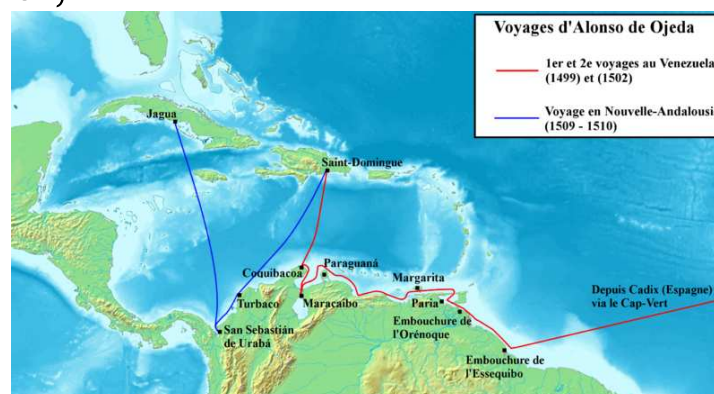 Voyages d'Alonso de Ojeda
1er et 2e voyages au Venezuela
(1499) et (1502)
Voyage en Nouvelle-Andalousi
(1509 - 1510)
Jagua
Saint-Domingue
Coquibacoa
Paraguaná
Margarita
Depuis Cadix (Espagne)
via le Cap-Vert
Turbaco
Maracaibo
Paria
Embouchure de
l'Orénoque
San Sebastián
de Urabá
Embouchure de
l'Essequibo